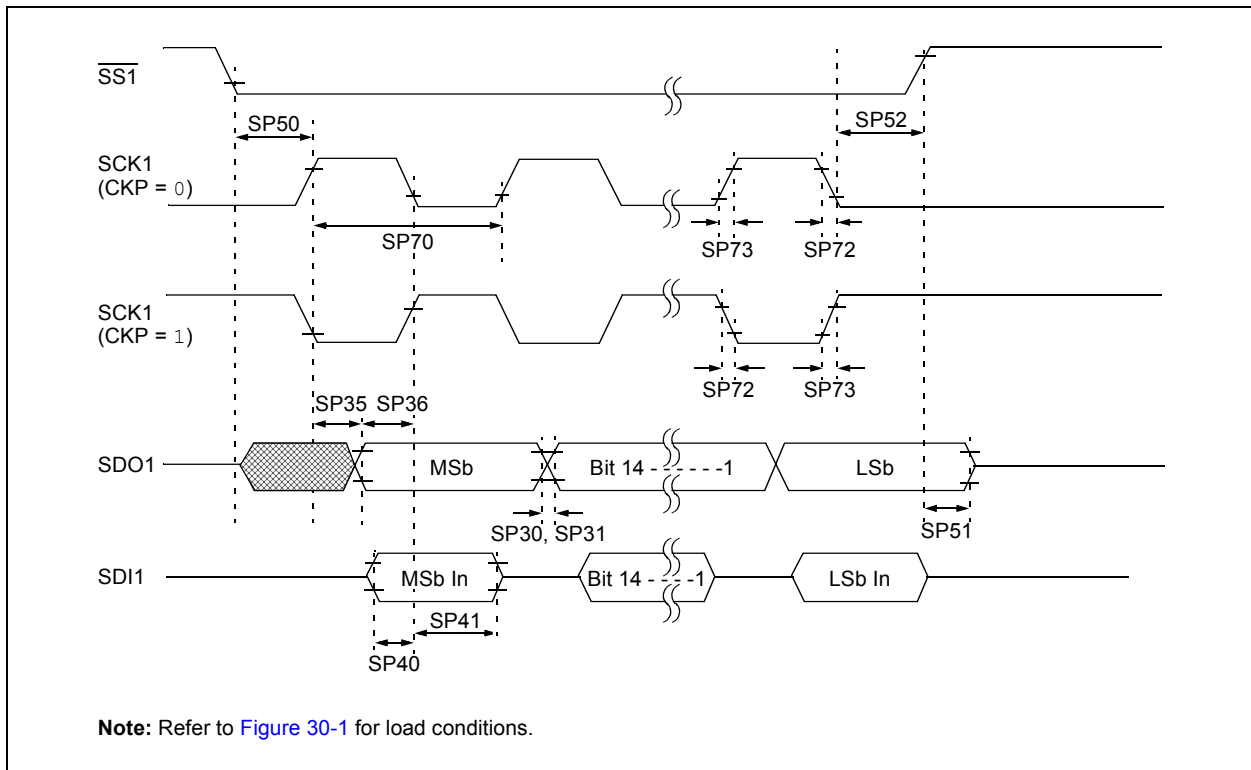 SS1
SP50
SP52
SCK1
(CKP = 0)
SP70
SP73
SP72
SCK1
(CKP = 1)
SP72
SP73
SP35
SP36
SDO1
MSb
Bit 14 - - - - - - -1
LSb
SP30, SP31
SP51
SDI1
MSb In
Bit 14 - - - - -1
LSb In
SP41
SP40
Note: Refer to Figure 30-1 for load conditions.